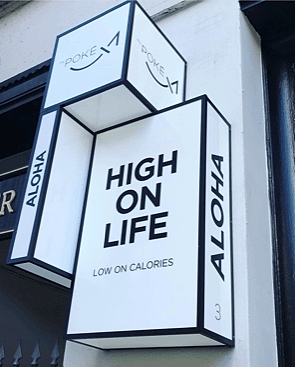 POKE M
POKE M
ALOHA
HIGH
ON
LIFE
LOW ON CALORIES
ALOHA
3
R